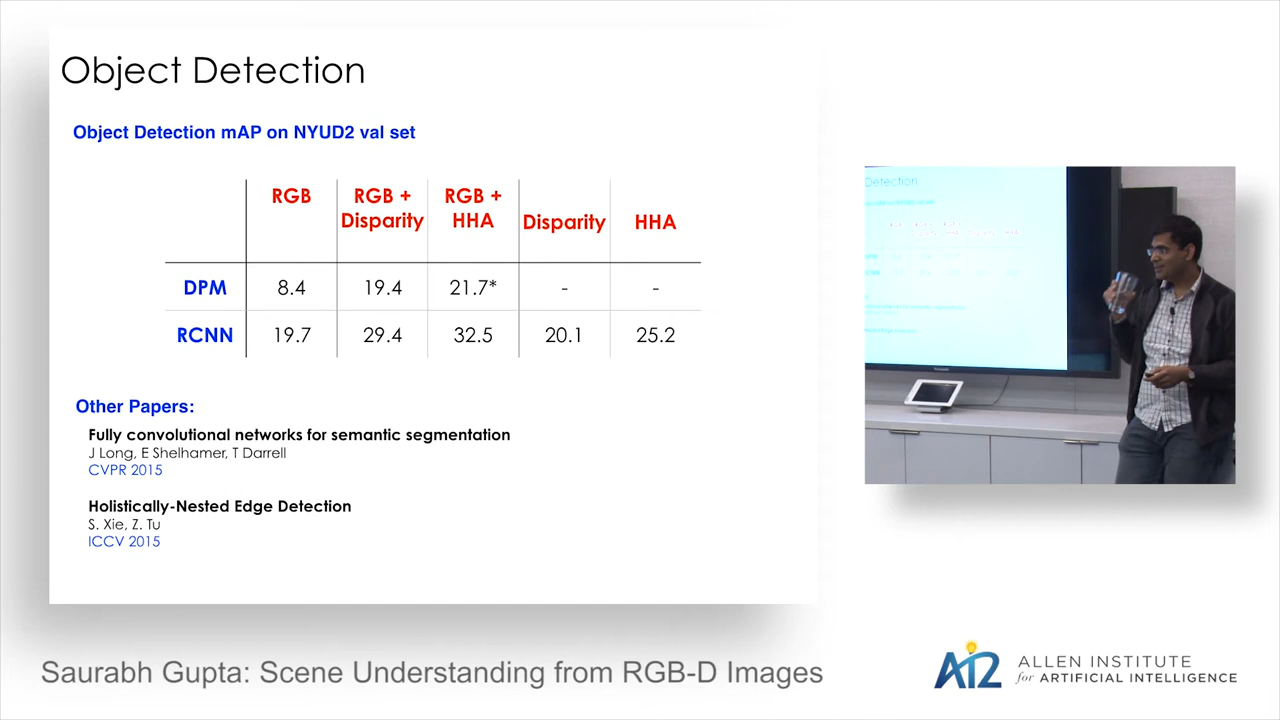 Object Detection
Object Detection mAP on NYUD2 val set
RGB RGB + Disparity RGB + HHA Disparity HHA
DPM 8.4 19.4 21.7* - -
RCNN 19.7 29.4 32.5 20.1 25.2
Other Papers:
Fully convolutional networks for semantic segmentation
J Long, E Shelhamer, T Darrell
CVPR 2015
Holistically-Nested Edge Detection
S. Xie, Z. Tu
ICCV 2015
Detection
Saurabh Gupta: Scene Understanding from RGB-D Images
AI2 ALLEN INSTITUTE
for ARTIFICIAL INTELLIGENCE